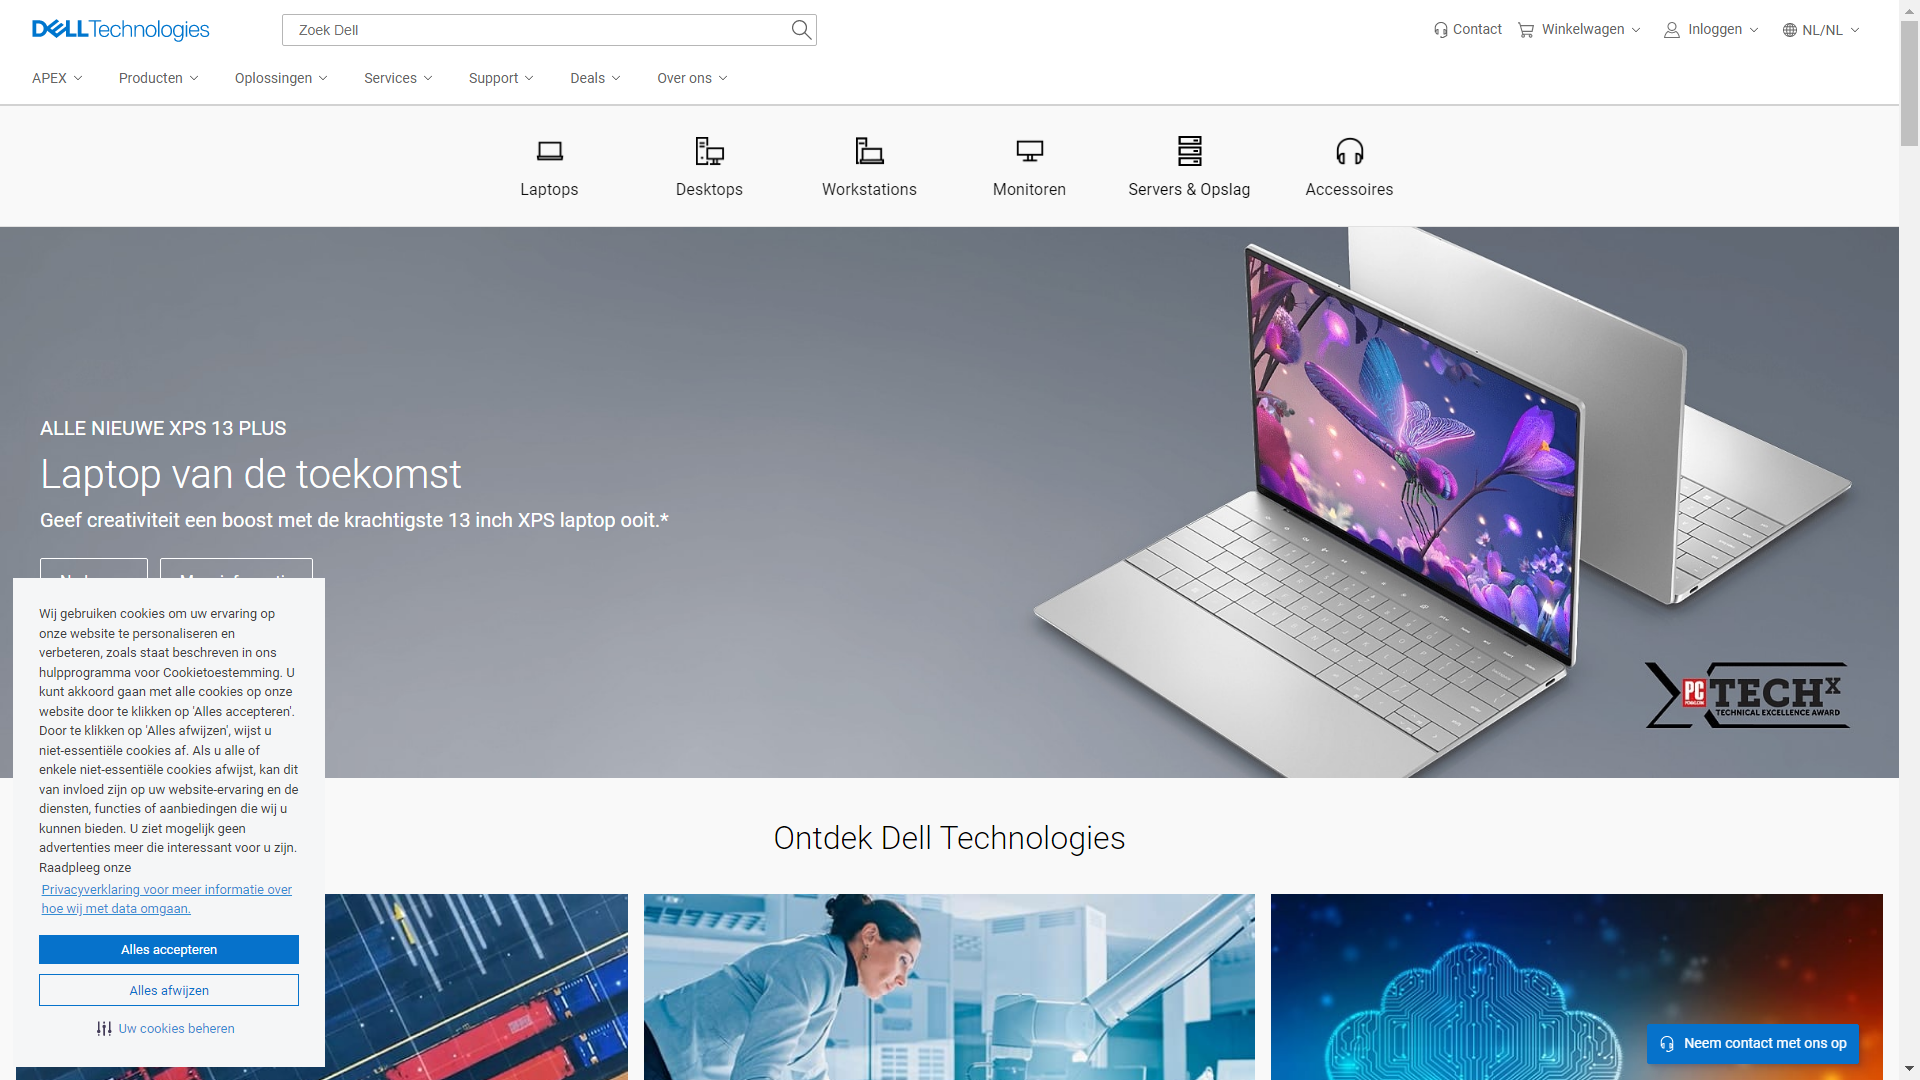 DELL Technologies
Zoek Dell
Contact
Winkelwagen
Inloggen
NL/NL
APEX
Producten
Oplossingen
Services
Support
Deals
Over ons
Laptops
Desktops
Workstations
Monitoren
Servers & Opslag
Accessoires
ALLE NIEUWE XPS 13 PLUS
Laptop van de toekomst
Geef creativiteit een boost met de krachtigste 13 inch XPS laptop ooit.*
PC
TECHX
TECHNICAL EXCELLENCE AWARD
Wij gebruiken cookies om uw ervaring op
onze website te personaliseren en
verbeteren, zoals staat beschreven in ons
hulpprogramma voor Cookietoestemming. U
kunt akkoord gaan met alle cookies op onze
website door te klikken op 'Alles accepteren'.
Door te klikken op 'Alles afwijzen', wijst u
niet-essentiële cookies af. Als u alle of
enkele niet-essentiële cookies afwijst, kan dit
van invloed zijn op uw website-ervaring en de
diensten, functies of aanbiedingen die wij u
kunnen bieden. U ziet mogelijk geen
advertenties meer die interessant voor u zijn.
Raadpleeg onze
Privacyverklaring voor meer informatie over
hoe wij met data omgaan.
Alles accepteren
Alles afwijzen
Uw cookies beheren
Ontdek Dell Technologies
Neem contact met ons op